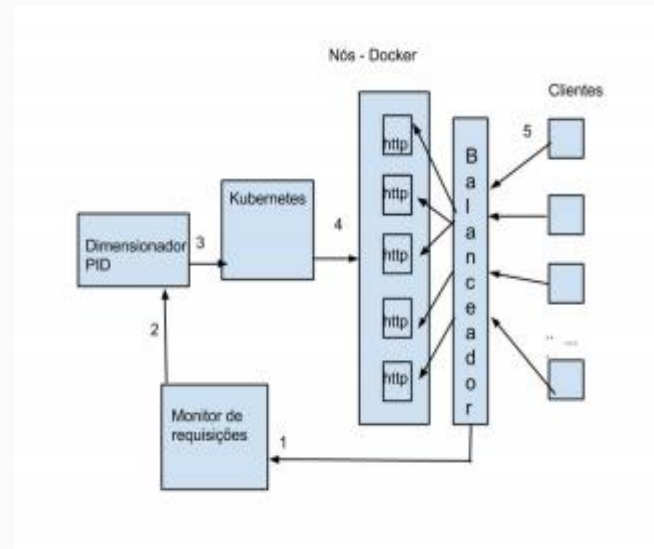 Nós - Docker
Clientes
5
http
http
http
http
http
Balanceador
Kubernetes
4
Dimensionador
PID
3
2
Monitor de
requisições
1
.. ...